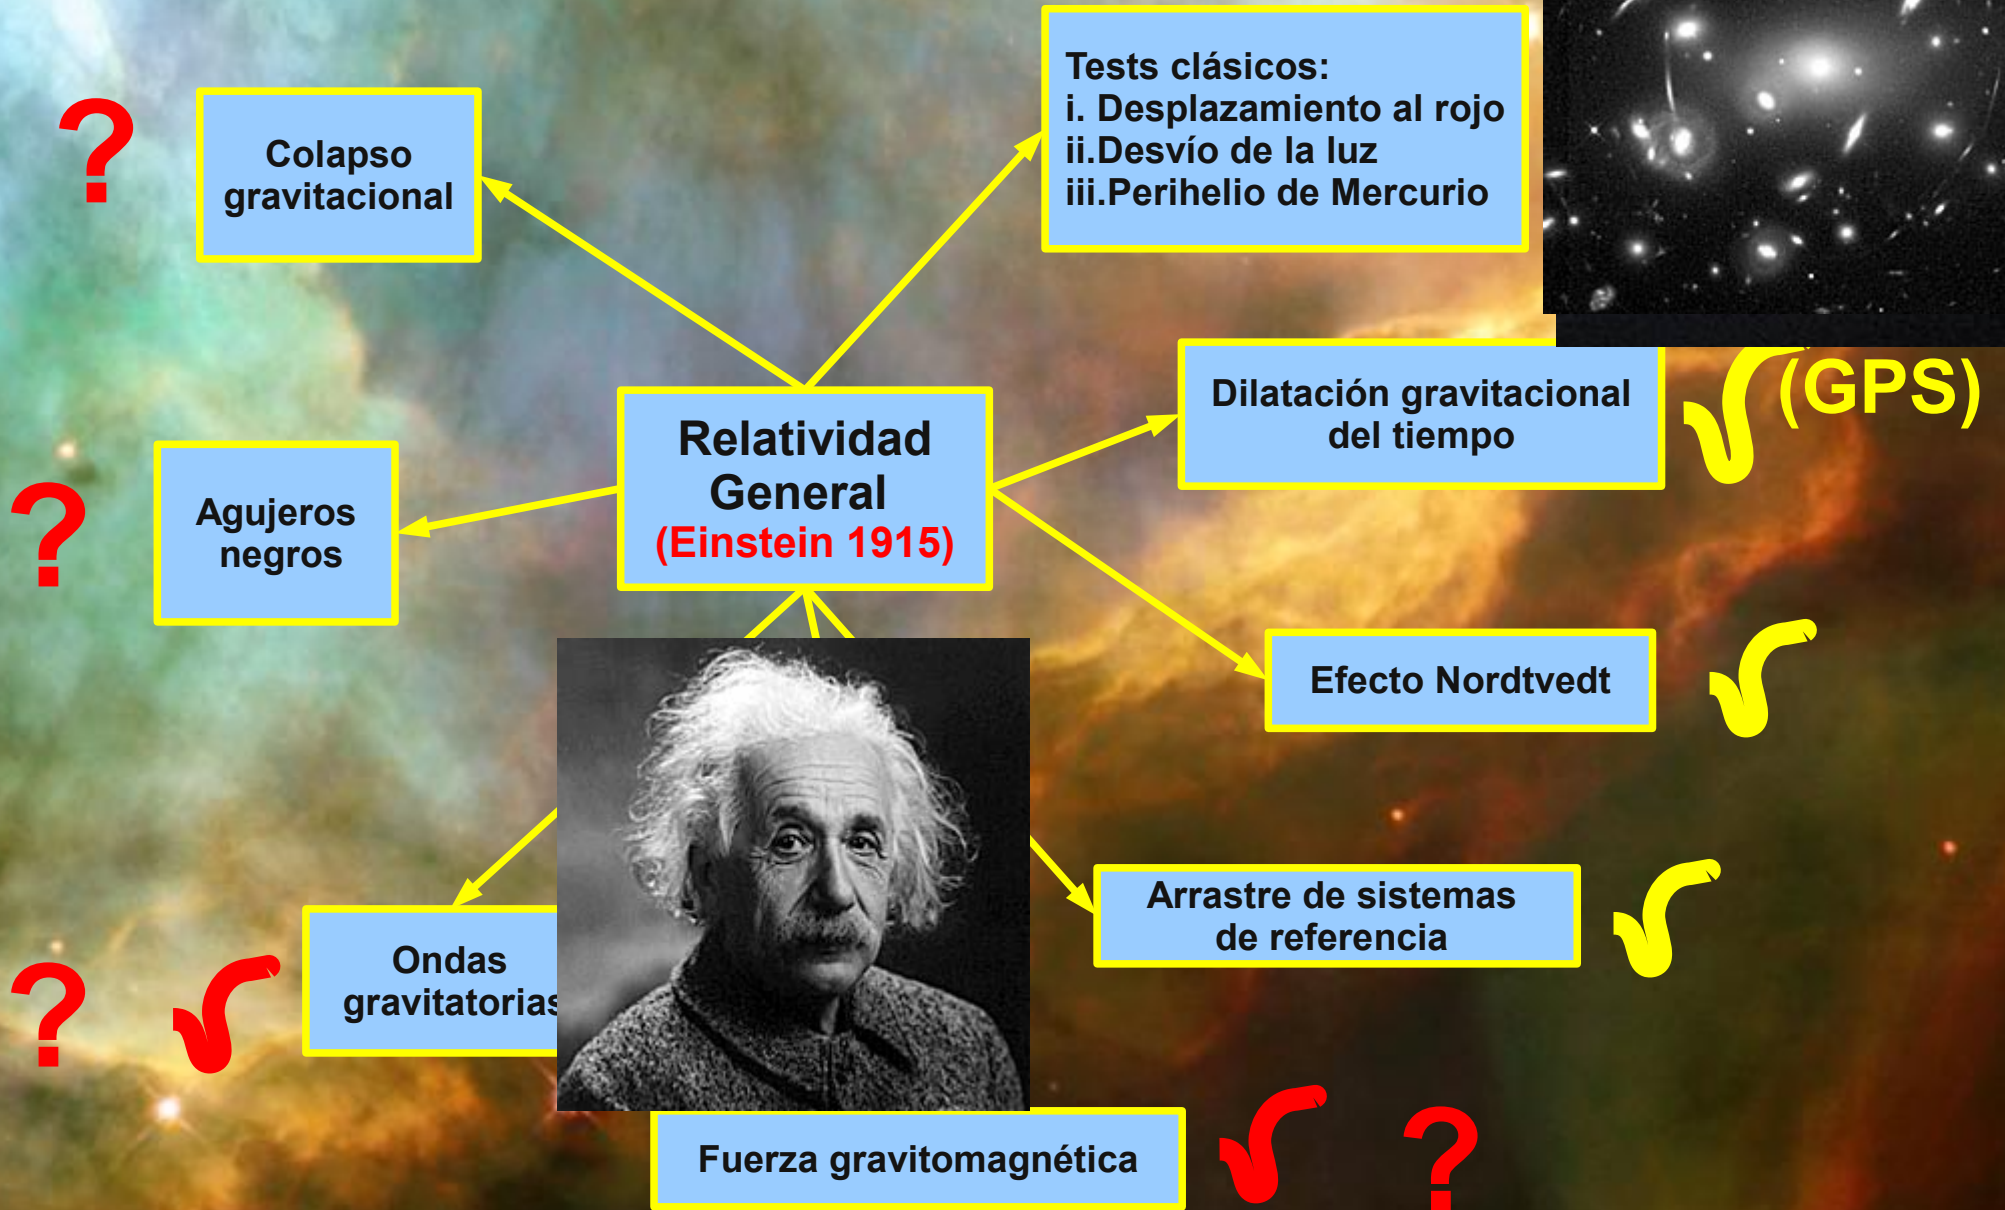 ?
Colapso
gravitacional
Tests clásicos:
i. Desplazamiento al rojo
ii.Desvío de la luz
iii.Perihelio de Mercurio
Relatividad
General
(Einstein 1915)
Dilatación gravitacional
del tiempo
√
(GPS)
?
Agujeros
negros
Efecto Nordtvedt
√
Arrastre de sistemas
de referencia
√
?
√
Ondas
gravitatorias
Fuerza gravitomagnética
√
?